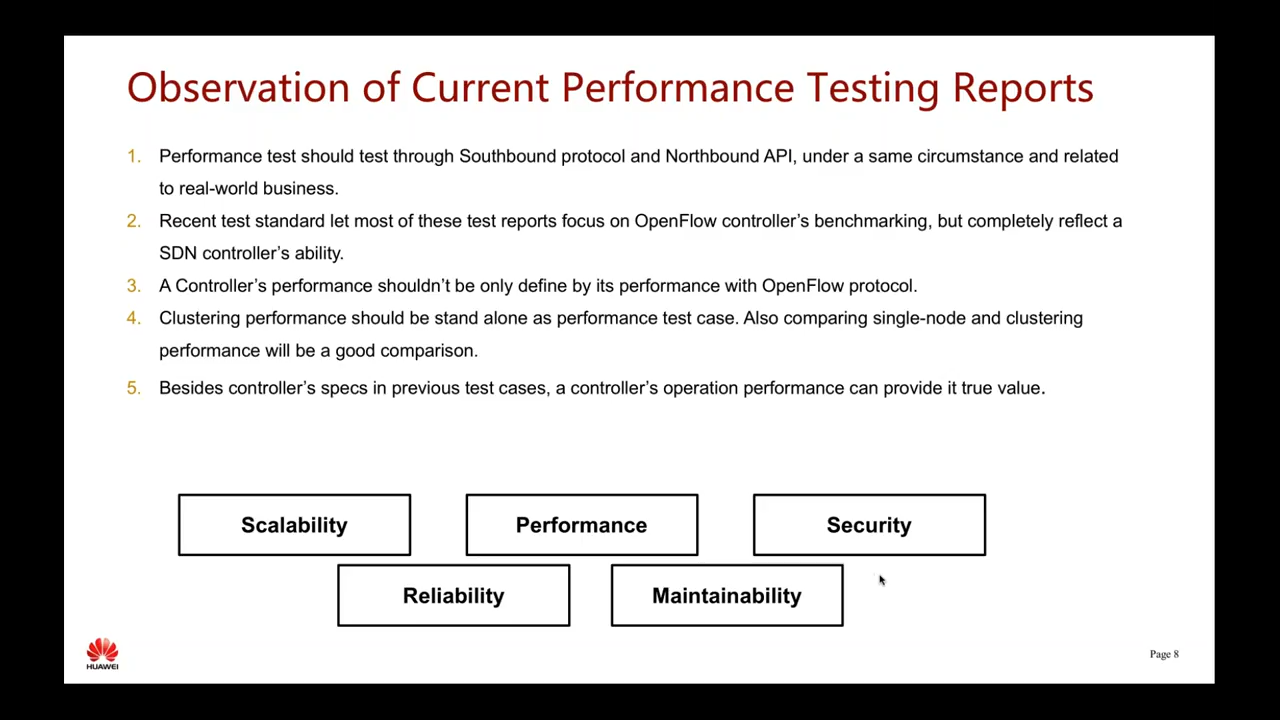 Observation of Current Performance Testing Reports
1. Performance test should test through Southbound protocol and Northbound API, under a same circumstance and related
to real-world business.
2. Recent test standard let most of these test reports focus on OpenFlow controller's benchmarking, but completely reflect a
SDN controller's ability.
3. A Controller's performance shouldn't be only define by its performance with OpenFlow protocol.
4. Clustering performance should be stand alone as performance test case. Also comparing single-node and clustering
performance will be a good comparison.
5. Besides controller's specs in previous test cases, a controller's operation performance can provide it true value.
Scalability
Performance
Security
Reliability
Maintainability
HUAWEI
Page 8